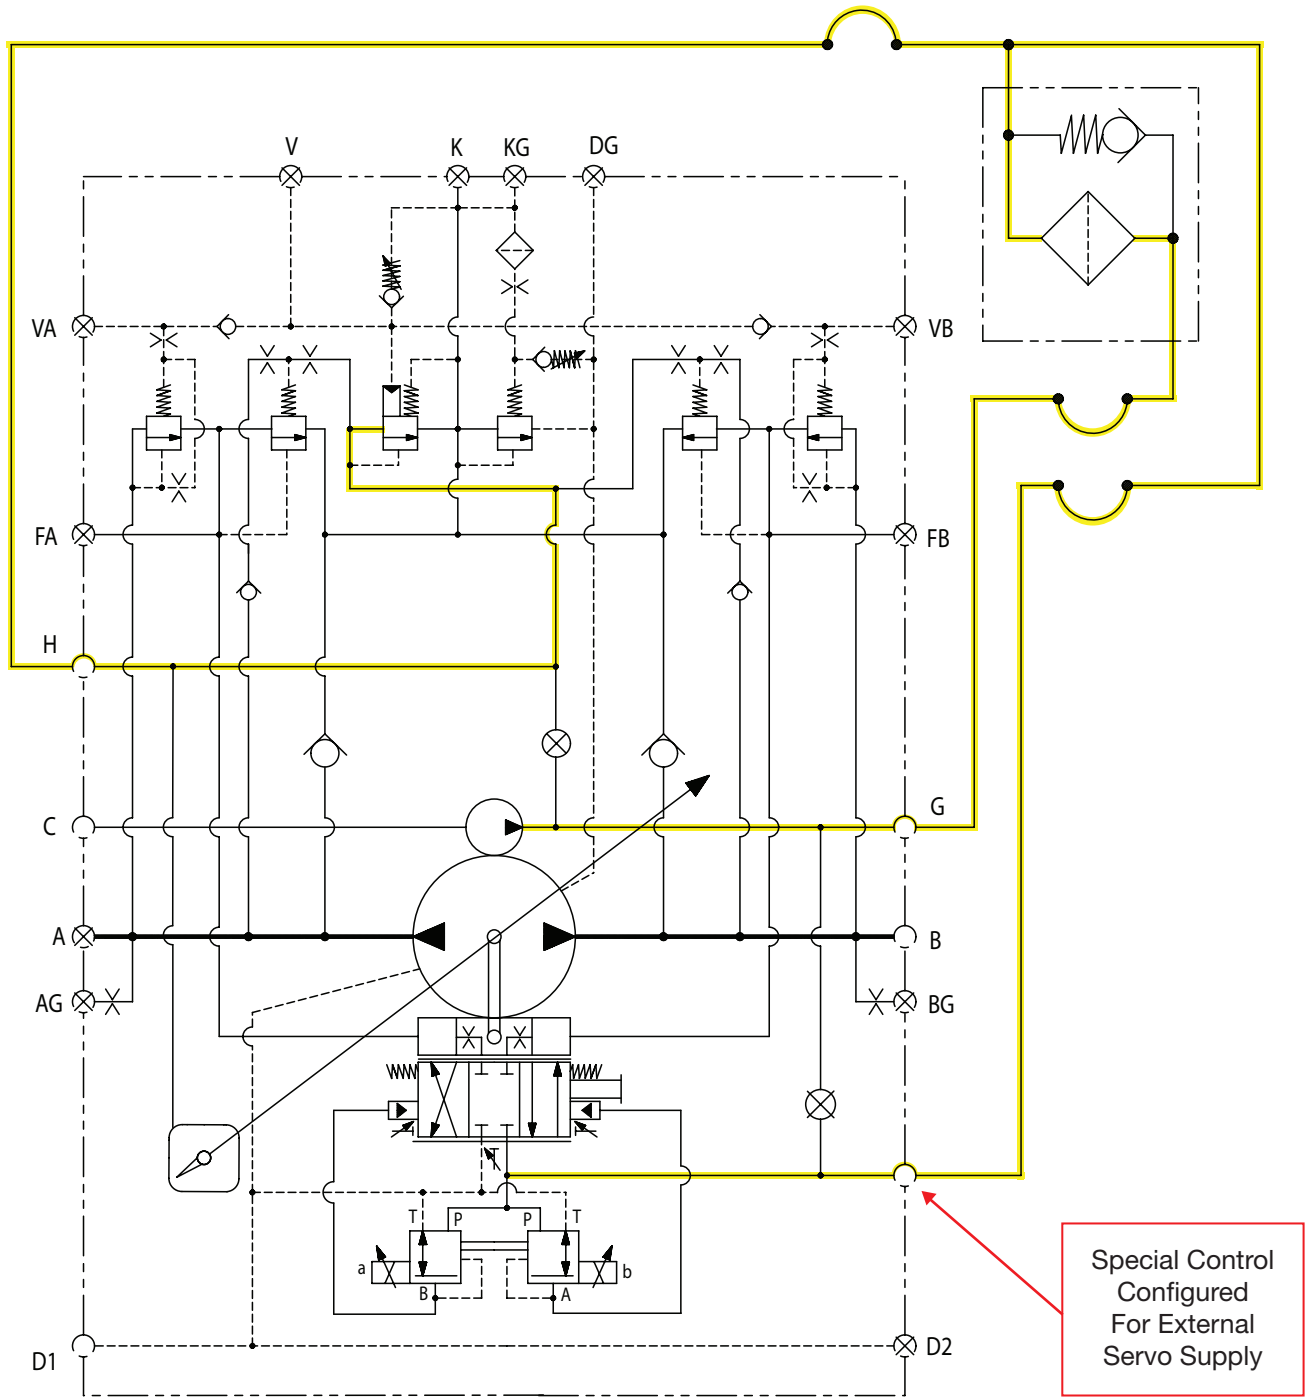 V
K
KG
DG
VA
VB
FA
FB
H
C
G
A
B
AG
BG
T
T
P
P
T
a
b
B
A
Special Control
Configured
For External
Servo Supply
D1
D2